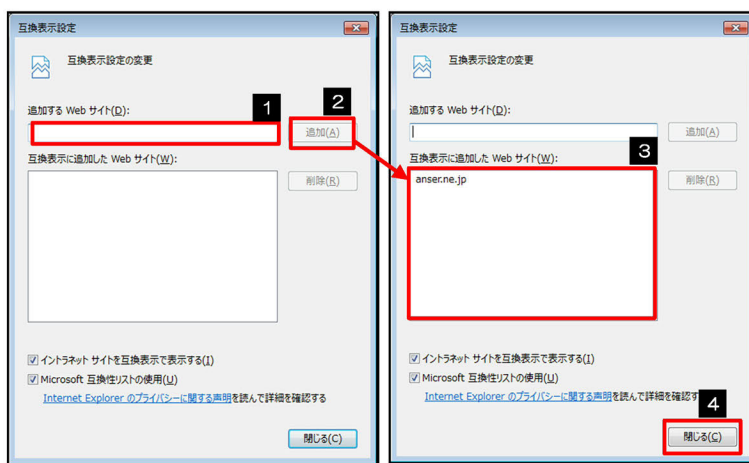 互換表示設定
互換表示設定の変更
追加する Web サイト(D):
1
2
追加(A)
互換表示に追加した Web サイト(W):
削除(R)
イントラネット サイトを互換表示で表示する(I)
Microsoft 互換性リストの使用(U)
Internet Explorer のプライバシーに関する声明を読んで詳細を確認する
閉じる(C)
互換表示設定
互換表示設定の変更
追加する Web サイト(D):
追加(A)
互換表示に追加した Web サイト(W):
3
anser.ne.jp
削除(R)
イントラネット サイトを互換表示で表示する(I)
Microsoft 互換性リストの使用(U)
Internet Explorer のプライバシーに関する声明を読んで詳細を確認す
4
閉じる(C)